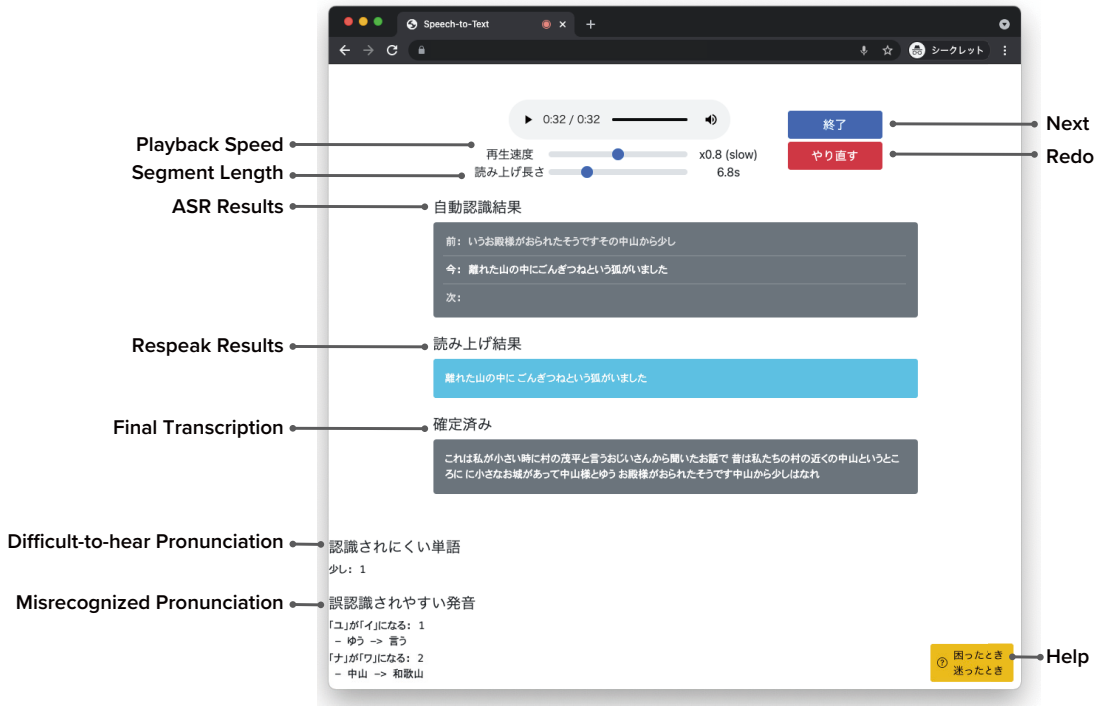 Speech-to-Text
シークレット
0:32 / 0:32
終了
Next
Playback Speed
再生速度
x0.8 (slow)
やり直す
Redo
Segment Length
読み上げ長さ
6.8s
ASR Results
自動認識結果
前: いうお殿様がおられたそうですその中山から少し
今: 離れた山の中にごんぎつねという狐がいました
次:
Respeak Results
読み上げ結果
離れた山の中に ごんぎつねという狐がいました
Final Transcription
確定済み
これは私が小さい時に村の茂平と言うおじいさんから聞いたお話で 昔は私たちの村の近くの中山というとこ
ろに に小さなお城があって中山様とゆう お殿様がおられたそうです中山から少しはなれ
Difficult-to-hear Pronunciation
認識されにくい単語
少し: 1
Misrecognized Pronunciation
誤認識されやすい発音
「ユ」が「イ」になる: 1
– ゆう –> 言う
「ナ」が「ワ」になる: 2
– 中山 –> 和歌山
困ったとき
迷ったとき
Help